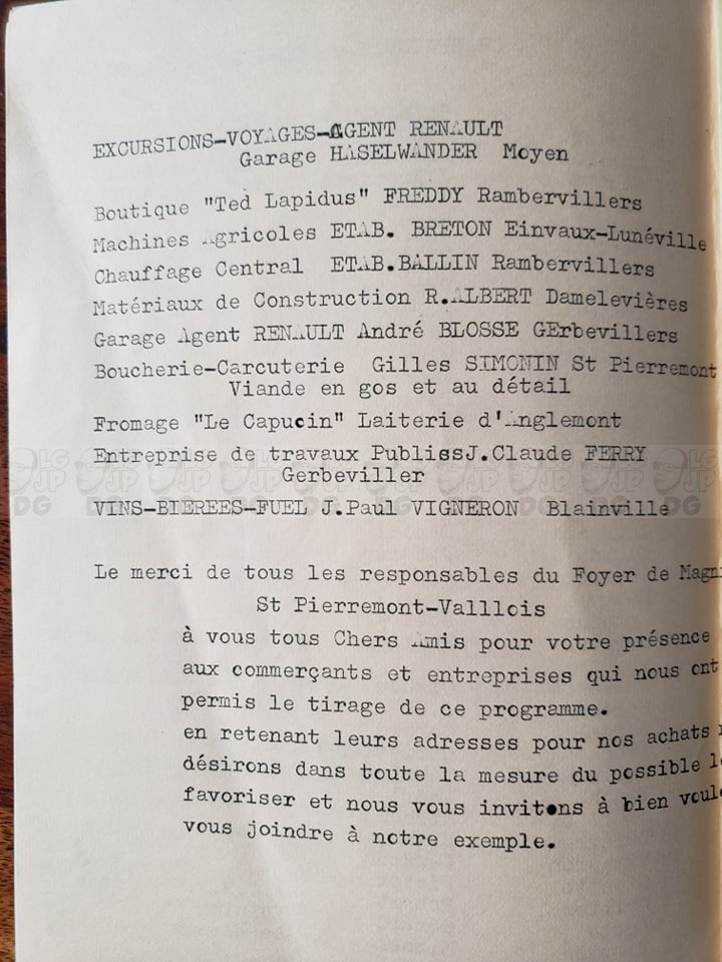 EXCURSIONS-VOYAGES-AGENT RENAULT
Garage HASELWANDER Moyen
Boutique "Ted Lapidus" FREDDY Rambervillers
Machines Agricoles ETAB. BRETON Einvaux-Lunéville
Chauffage Central ETAB.BALLIN Rambervillers
Matériaux de Construction R.ALBERT Damelevières
Garage Agent RENAULT André BLOSSE GErbevillers
Boucherie-Carcuterie Gilles SIMONIN St Pierremont
Viande en gos et au détail
Fromage "Le Capucin" Laiterie d'Anglemont
Entreprise de travaux PublissJ.Claude FERRY
Gerbeviller
VINS-BIEREES-FUEL J.Paul VIGNERON Blainville
Le merci de tous les responsables du Foyer de
St Pierremont-Valllois
à vous tous Chers Amis pour votre présence
aux commerçants et entreprises qui nous ont
permis le tirage de ce programme.
en retenant leurs adresses pour nos achats
désirons dans toute la mesure du possible
favoriser et nous vous invitons à bien
vous joindre à notre exemple.